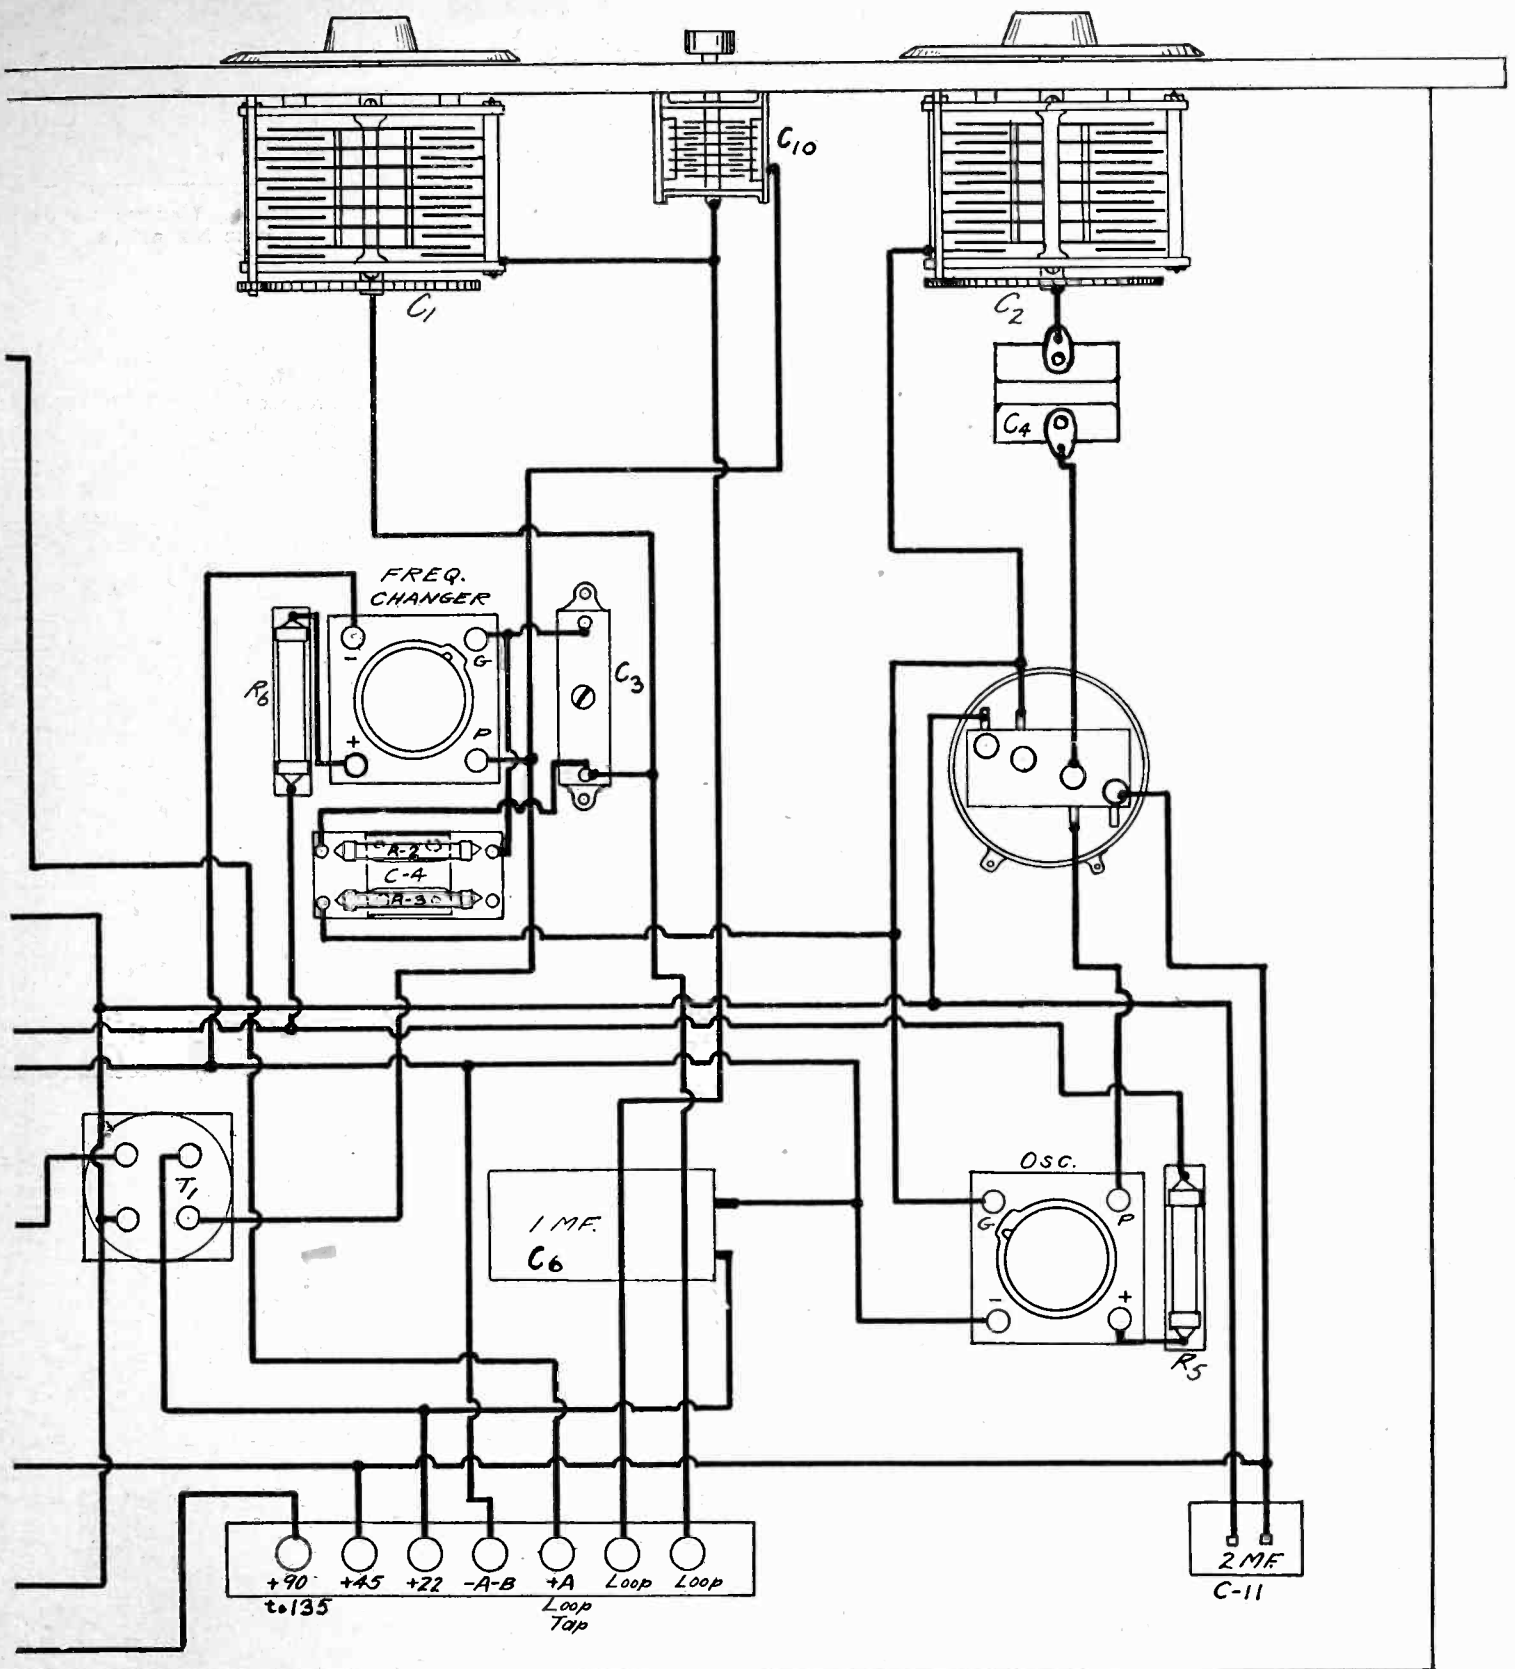 C10
C1
C2
C4
FREQ.
CHANGER
- G
R6
C3
+ P
R-2
C-4
R-3
T1
1 MF.
C6
OSC.
G P
- +
R5
+90 +45 +22 -A-B +A Loop Loop
to 135
Loop
Tap
2 MF.
C-11